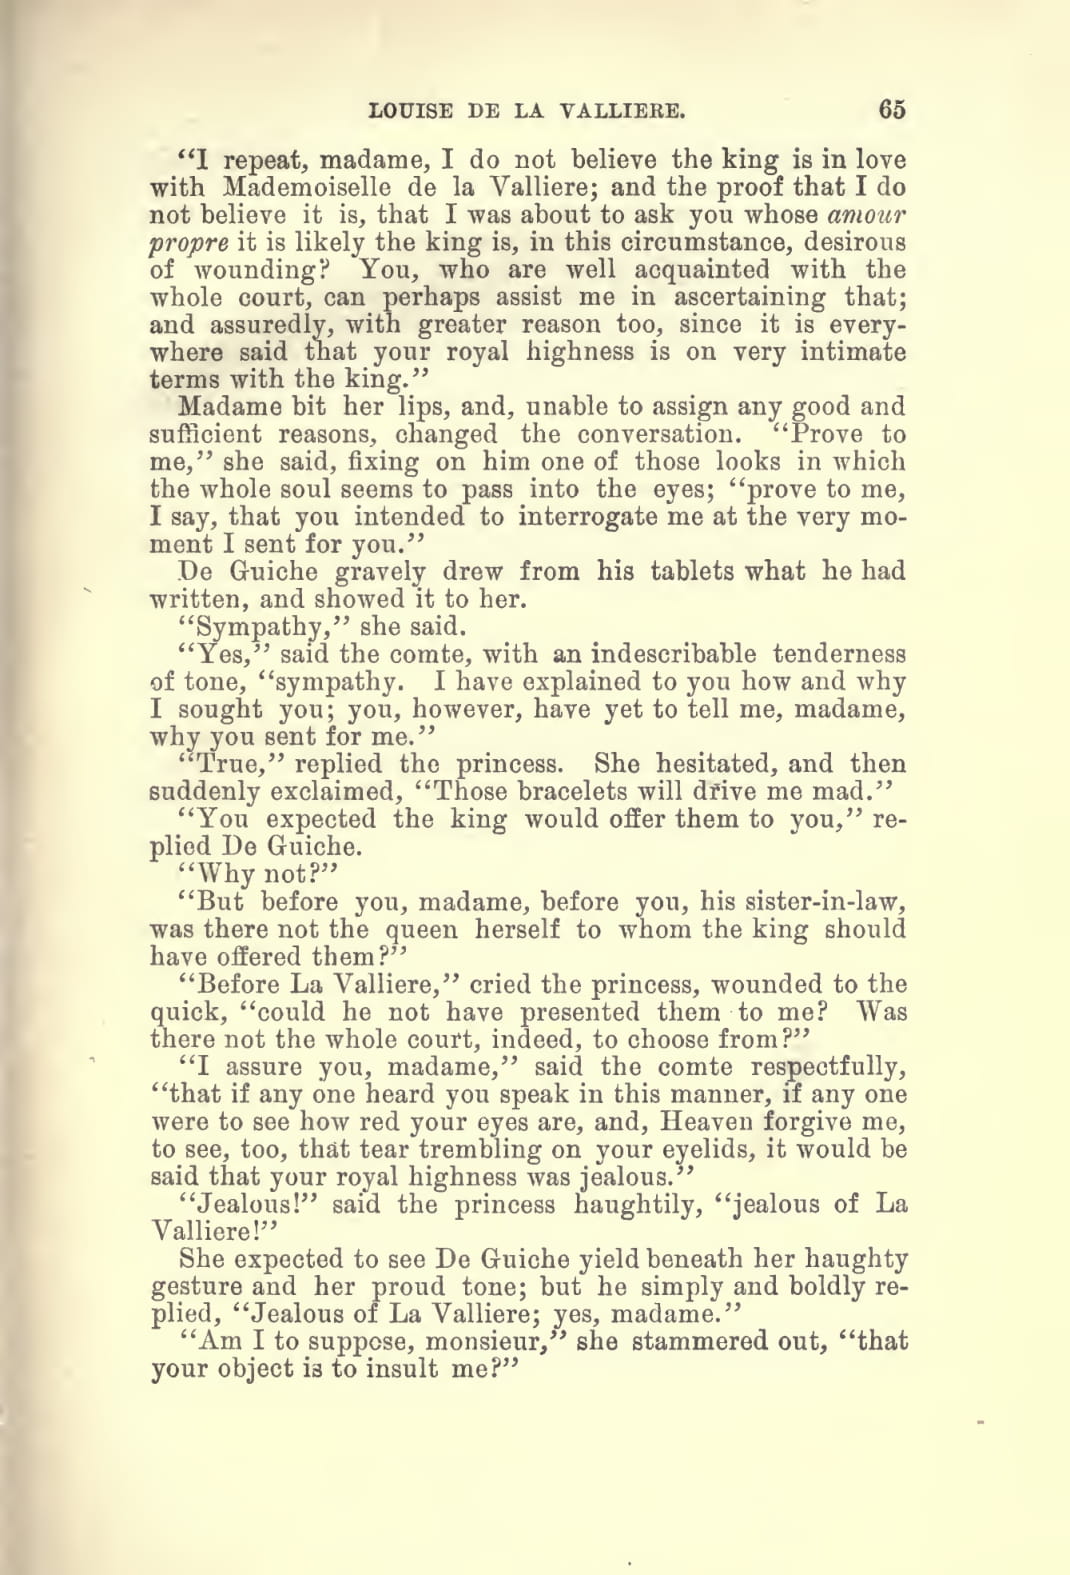 LOUISE DE LA VALLIERE. 65
“I repeat, madame, I do not believe the king is in love
with Mademoiselle de la Valliere; and the proof that I do
not believe it is, that I was about to ask you whose amour
propre it is likely the king is, in this circumstance, desirous
of wounding? You, who are well acquainted with the
whole court, can perhaps assist me in ascertaining that;
and assuredly, with greater reason too, since it is every-
where said that your royal highness is on very intimate
terms with the king.”
Madame bit her lips, and, unable to assign any good and
sufficient reasons, changed the conversation. “Prove to
me,” she said, fixing on him one of those looks in which
the whole soul seems to pass into the eyes; “prove to me,
I say, that you intended to interrogate me at the very mo-
ment I sent for you.”
De Guiche gravely drew from his tablets what he had
written, and showed it to her.
“Sympathy,” she said.
“Yes,” said the comte, with an indescribable tenderness
of tone, “sympathy. I have explained to you how and why
I sought you; you, however, have yet to tell me, madame,
why you sent for me.”
“True,” replied the princess. She hesitated, and then
suddenly exclaimed, “Those bracelets will drive me mad.”
“You expected the king would offer them to you,” re-
plied De Guiche.
“Why not?”
“But before you, madame, before you, his sister-in-law,
was there not the queen herself to whom the king should
have offered them?”
“Before La Valliere,” cried the princess, wounded to the
quick, “could he not have presented them to me? Was
there not the whole court, indeed, to choose from?”
“I assure you, madame,” said the comte respectfully,
“that if any one heard you speak in this manner, if any one
were to see how red your eyes are, and, Heaven forgive me,
to see, too, that tear trembling on your eyelids, it would be
said that your royal highness was jealous.”
“Jealous!” said the princess haughtily, “jealous of La
Valliere!”
She expected to see De Guiche yield beneath her haughty
gesture and her proud tone; but he simply and boldly re-
plied, “Jealous of La Valliere; yes, madame.”
“Am I to suppose, monsieur,” she stammered out, “that
your object is to insult me?”